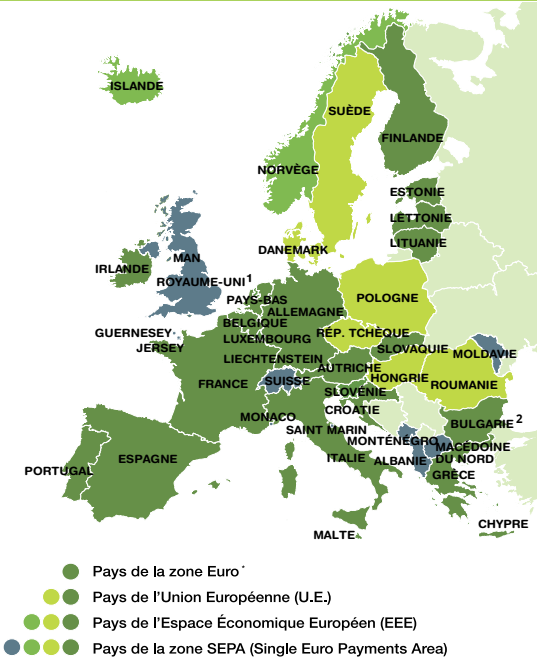 ISLANDE
SUÈDE
FINLANDE
NORVÈGE
ESTONIE
LETTONIE
LITUANIE
DANEMARK
MAN
IRLANDE
ROYAUME-UNI¹
PAYS-BAS
POLOGNE
ALLEMAGNE
BELGIQUE
GUERNESEY
RÉP. TCHÈQUE
LUXEMBOURG
JERSEY
SLOVAQUIE
MOLDAVIE
LIECHTENSTEIN
AUTRICHE
FRANCE
SUISSE
HONGRIE
ROUMANIE
SLOVÉNIE
CROATIE
MONACO
BULGARIE²
SAINT MARIN
MONTÉNÉGRO
MACÉDOINE
DU NORD
ESPAGNE
ITALIE
ALBANIE
PORTUGAL
GRÈCE
CHYPRE
MALTE
Pays de la zone Euro*
Pays de l'Union Européenne (U.E.)
Pays de l'Espace Économique Européen (EEE)
Pays de la zone SEPA (Single Euro Payments Area)